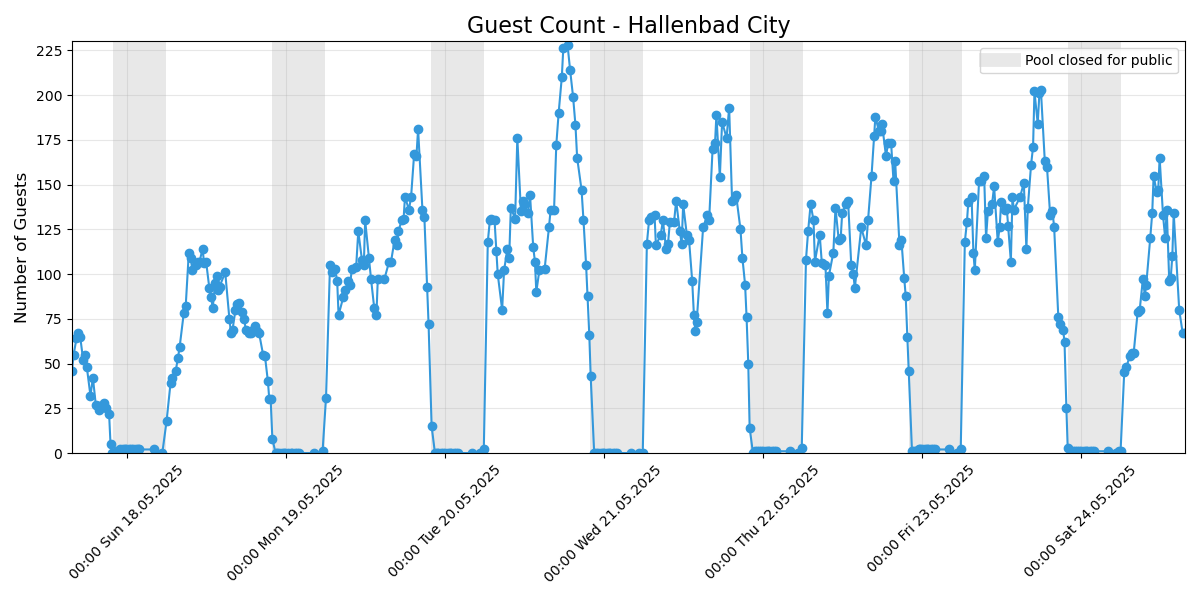 Guest Count - Hallenbad City
Pool closed for public
Number of Guests
225
200
175
150
125
100
75
50
25
0
00:00 Sun 18.05.2025
00:00 Mon 19.05.2025
00:00 Tue 20.05.2025
00:00 Wed 21.05.2025
00:00 Thu 22.05.2025
00:00 Fri 23.05.2025
00:00 Sat 24.05.2025